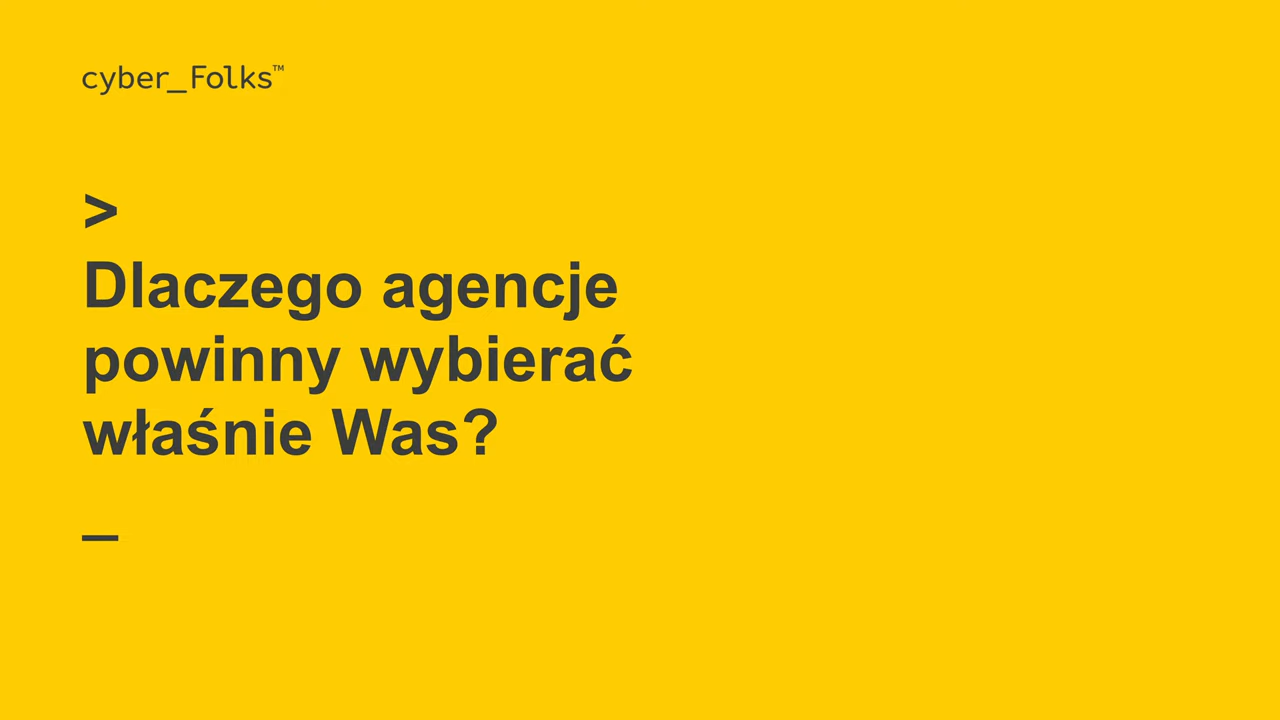 cyber_Folks™
>
Dlaczego agencje
powinny wybierać
właśnie Was?
_